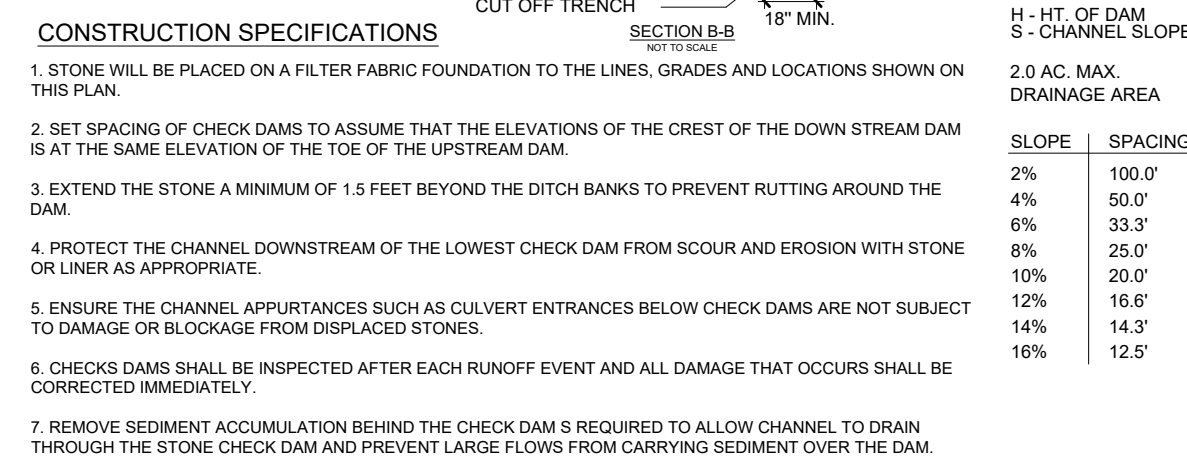 CUT OFF TRENCH
18" MIN.
SECTION B-B
NOT TO SCALE
CONSTRUCTION SPECIFICATIONS
1. STONE WILL BE PLACED ON A FILTER FABRIC FOUNDATION TO THE LINES, GRADES AND LOCATIONS SHOWN ON
THIS PLAN.
2. SET SPACING OF CHECK DAMS TO ASSUME THAT THE ELEVATIONS OF THE CREST OF THE DOWN STREAM DAM
IS AT THE SAME ELEVATION OF THE TOE OF THE UPSTREAM DAM.
3. EXTEND THE STONE A MINIMUM OF 1.5 FEET BEYOND THE DITCH BANKS TO PREVENT RUTTING AROUND THE
DAM.
4. PROTECT THE CHANNEL DOWNSTREAM OF THE LOWEST CHECK DAM FROM SCOUR AND EROSION WITH STONE
OR LINER AS APPROPRIATE.
5. ENSURE THE CHANNEL APPURTANCES SUCH AS CULVERT ENTRANCES BELOW CHECK DAMS ARE NOT SUBJECT
TO DAMAGE OR BLOCKAGE FROM DISPLACED STONES.
6. CHECKS DAMS SHALL BE INSPECTED AFTER EACH RUNOFF EVENT AND ALL DAMAGE THAT OCCURS SHALL BE
CORRECTED IMMEDIATELY.
7. REMOVE SEDIMENT ACCUMULATION BEHIND THE CHECK DAM S REQUIRED TO ALLOW CHANNEL TO DRAIN
THROUGH THE STONE CHECK DAM AND PREVENT LARGE FLOWS FROM CARRYING SEDIMENT OVER THE DAM.
H - HT. OF DAM
S - CHANNEL SLOPE
2.0 AC. MAX.
DRAINAGE AREA
SLOPE SPACING
2% 100.0'
4% 50.0'
6% 33.3'
8% 25.0'
10% 20.0'
12% 16.6'
14% 14.3'
16% 12.5'